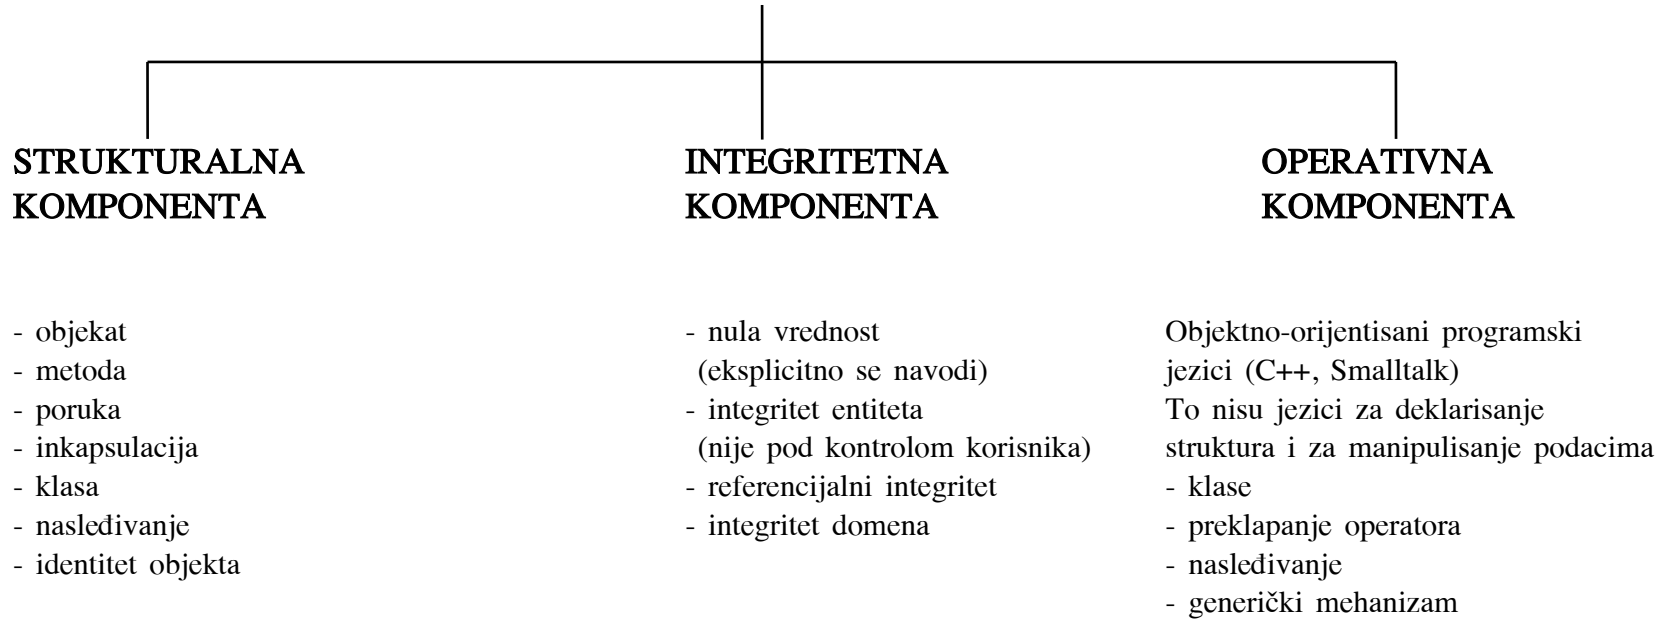 STRUKTURALNA
KOMPONENTA
- objekat
- metoda
- poruka
- inkapsulacija
- klasa
- nasleđivanje
- identitet objekta
INTEGRITETNA
KOMPONENTA
- nula vrednost
(eksplicitno se navodi)
- integritet entiteta
(nije pod kontrolom korisnika)
- referencijalni integritet
- integritet domena
OPERATIVNA
KOMPONENTA
Objektno-orijentisani programski
jezici (C++, Smalltalk)
To nisu jezici za deklarisanje
struktura i za manipulisanje podacima
- klase
- preklapanje operatora
- nasleđivanje
- generički mehanizam